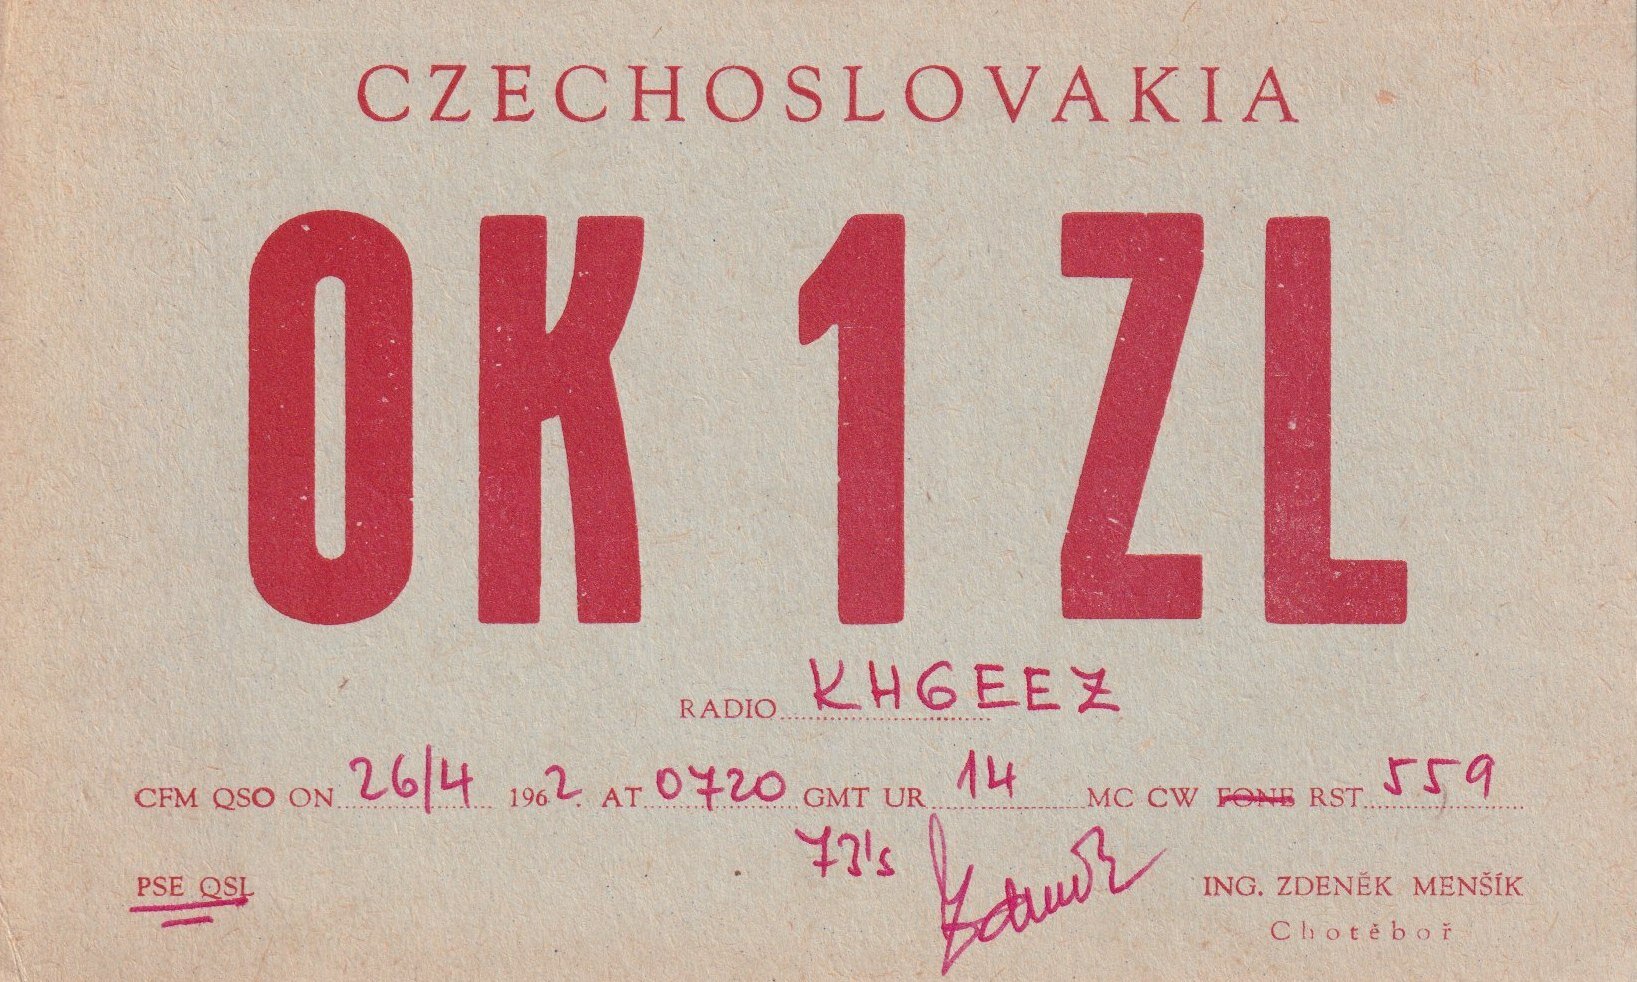 CZECHOSLOVAKIA
OK 1 ZL
RADIO KH6EEZ
CFM QSO ON 26/4 1962. AT 0720 GMT UR 14 MC CW FONE RST 559
73's Zdeněk
PSE QSL
ING. ZDENĚK MENŠÍK
Chotěboř